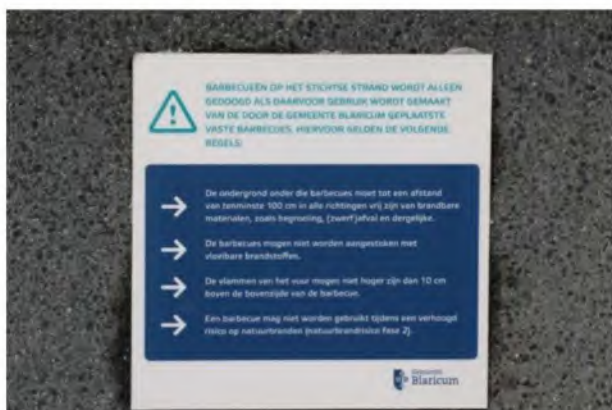 BARBECUEËN OP HET STICHTSE STRAND WORDT ALLEEN
GEDOOGD ALS DAARVOOR GEBRUIK WORDT GEMAAKT
VAN DE DOOR DE GEMEENTE BLARICUM GEPLAATSTE
VASTE BARBECUES. HIERVOOR GELDEN DE VOLGENDE
REGELS:
De ondergrond onder die barbecues moet tot een afstand
van tenminste 100 cm in alle richtingen vrij zijn van brandbare
materialen, zoals begroeiing, (zwerf)afval en dergelijke.
De barbecues mogen niet worden aangestoken met
vloeibare brandstoffen.
De vlammen van het vuur mogen niet hoger zijn dan 10 cm
boven de bovenzijde van de barbecue.
Een barbecue mag niet worden gebruikt tijdens een verhoogd
risico op natuurbranden (natuurbrandrisico fase 2).
Gemeente
Blaricum